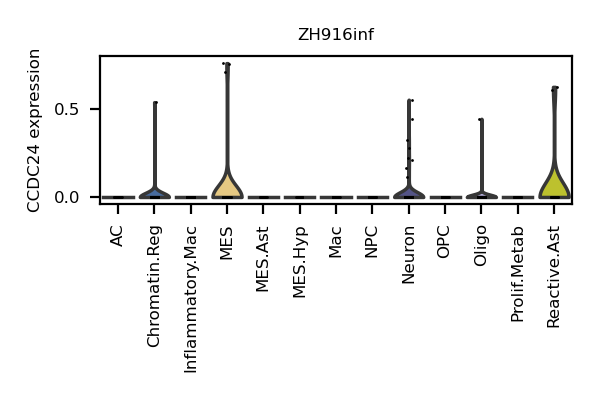 ZH916inf
CCDC24 expression
0.5
0.0
AC
Chromatin.Reg
Inflammatory.Mac
MES
MES.Ast
MES.Hyp
Mac
NPC
Neuron
OPC
Oligo
Prolif.Metab
Reactive.Ast